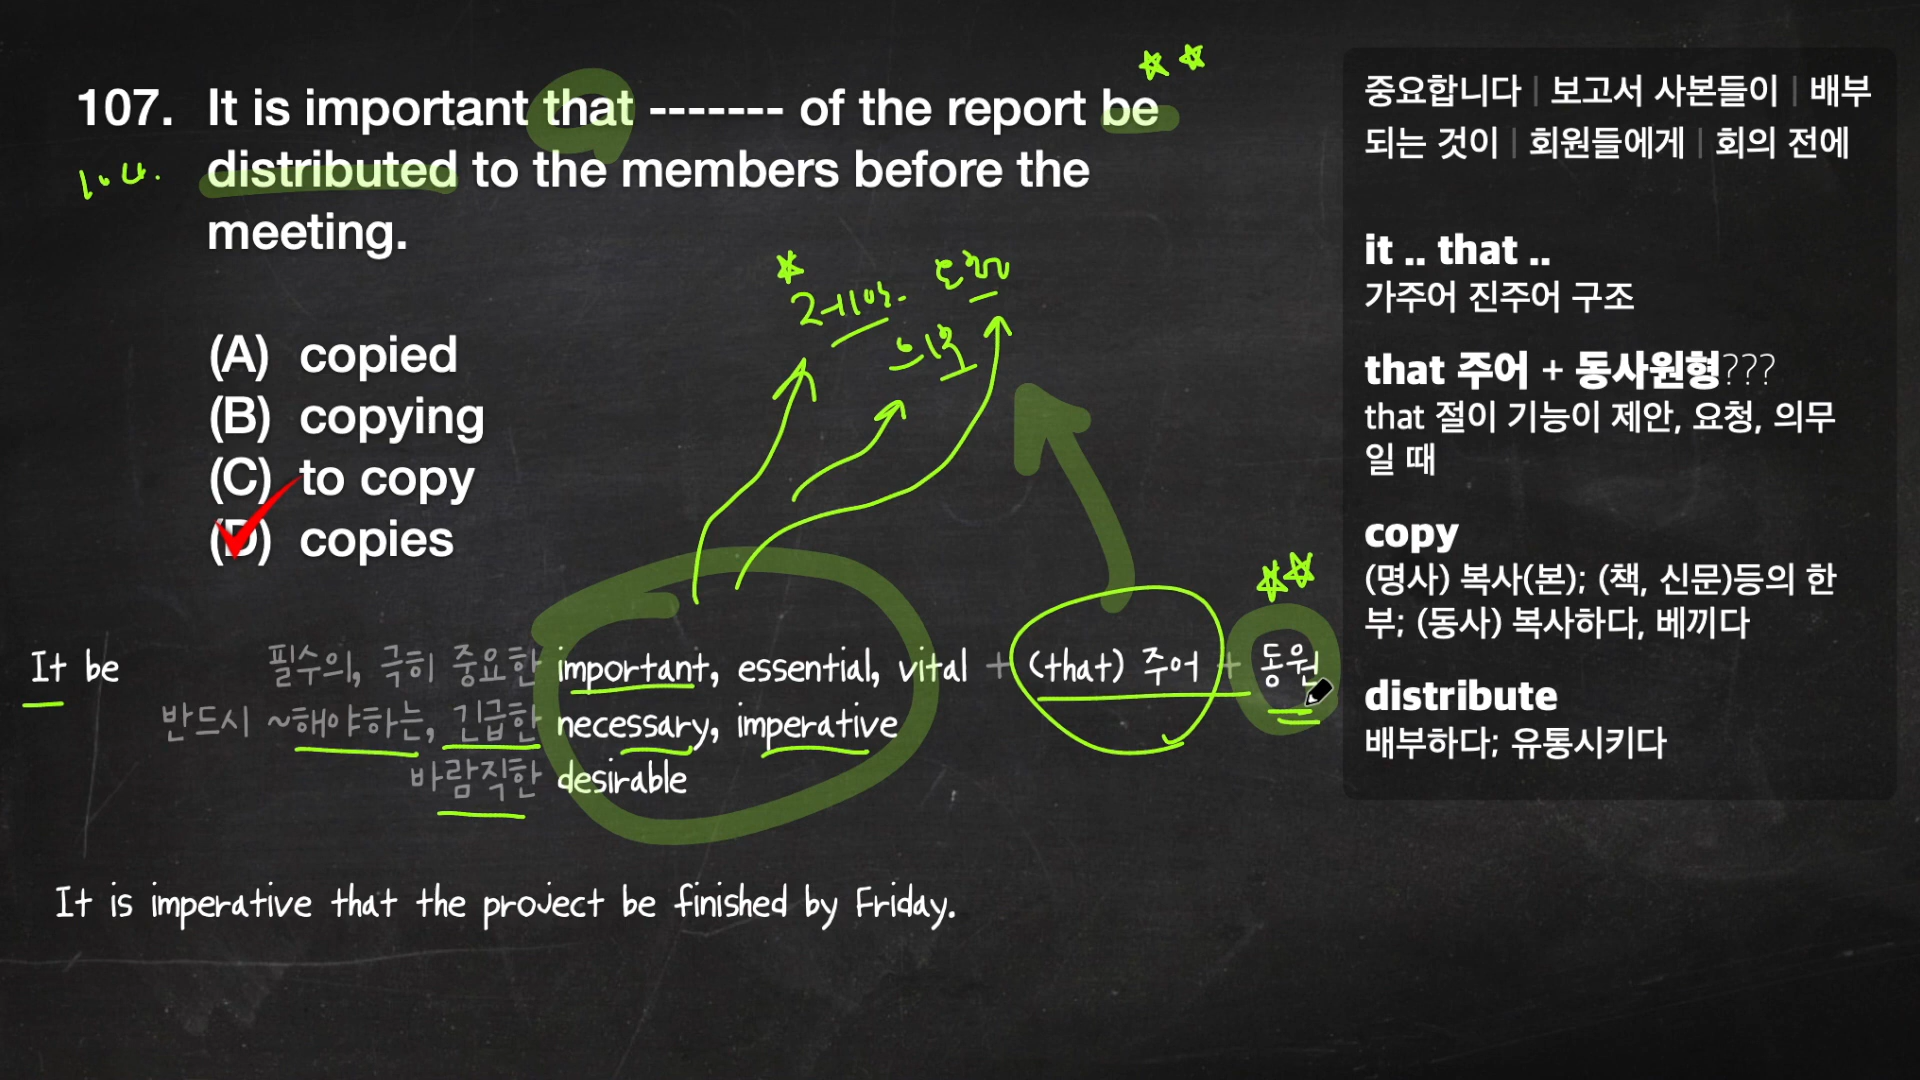 107. It is important that ------- of the report be
distributed to the members before the
meeting.
(A) copied
(B) copying
(C) to copy
(D) copies
It be 필수의, 극히 중요한 important, essential, vital + (that) 주어 + 동원
반드시 ~해야하는, 긴급한 necessary, imperative
바람직한 desirable
It is imperative that the project be finished by Friday.
중요합니다 | 보고서 사본들이 | 배부
되는 것이 | 회원들에게 | 회의 전에
it .. that ..
가주어 진주어 구조
that 주어 + 동사원형???
that 절이 기능이 제안, 요청, 의무
일 때
copy
(명사) 복사(본); (책, 신문)등의 한
부; (동사) 복사하다, 베끼다
distribute
배부하다; 유통시키다